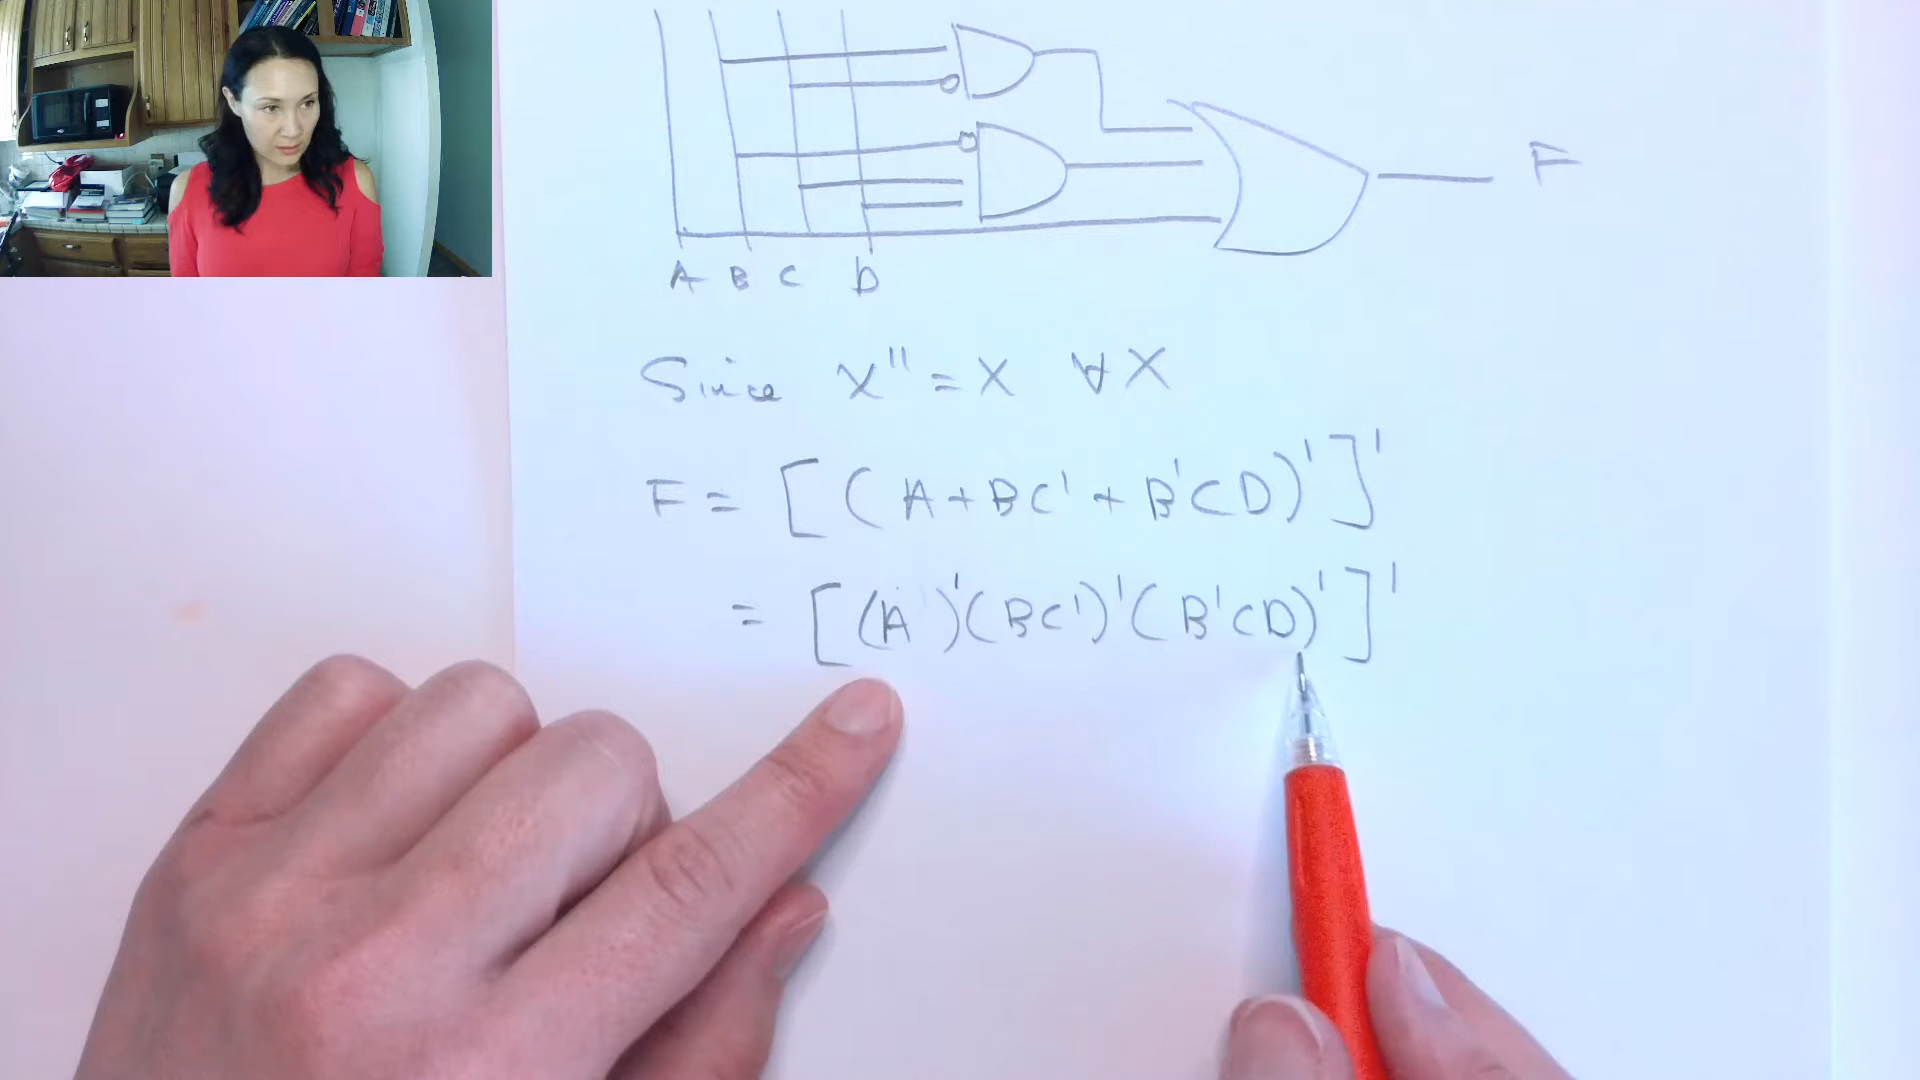 F
A B C D
Since X'' = X ∀ X
F = [(A + BC' + B'CD)']'
= [(A)'(BC')'(B'CD)']'